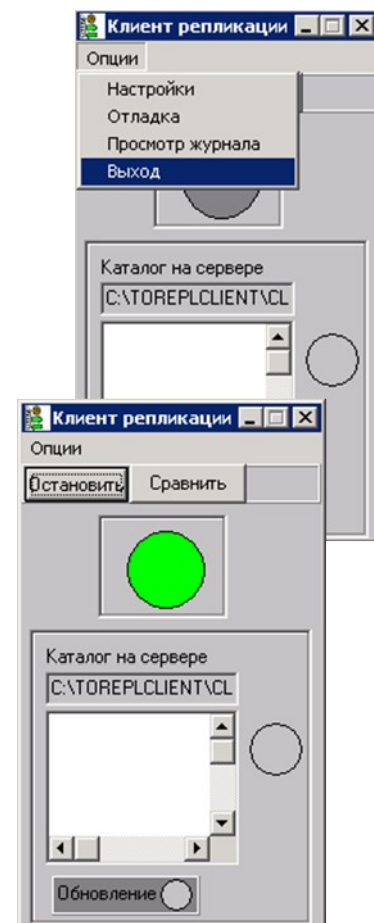 Клиент репликации
Опции
Настройки
Отладка
Просмотр журнала
Выход
Каталог на сервере
C:\TOREPLCLIENT\CL
Клиент репликации
Опции
Остановить Сравнить
Каталог на сервере
C:\TOREPLCLIENT\CL
Обновление